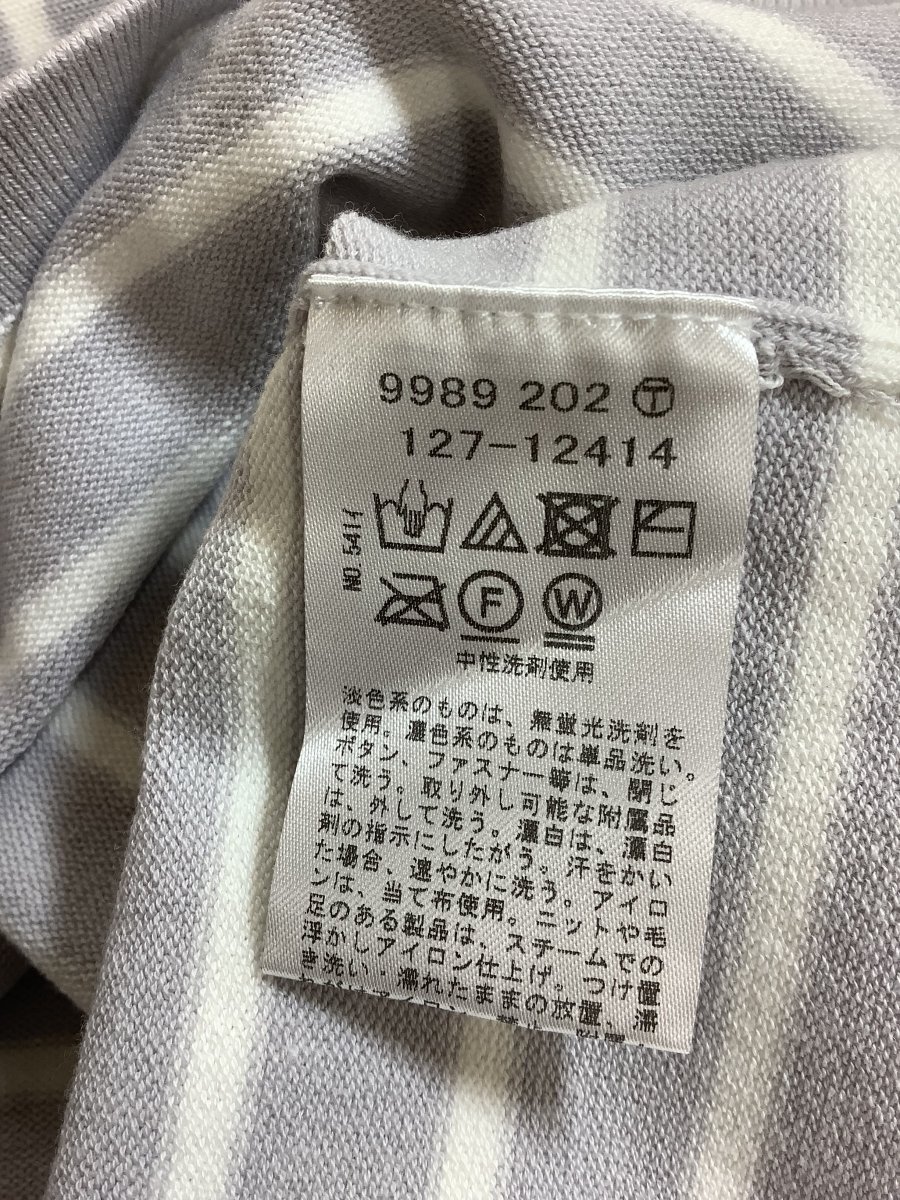 9989 202 Ⓣ
127-12414
NO. 54ニイ
F W
中性洗剤使用
淡色系のものは、無蛍光洗剤を
使用。濃色系のものは単品洗い。
ボタン、ファスナー等は、閉じ
て洗う。取り外し可能な附属品
は、外して洗う。漂白は、漂白
剤の指示にしたがう。汗をかい
た場合、速やかに洗う。アイロ
ンは、当て布使用。ニットや毛
足のある製品は、スチームでの
浮かしアイロン仕上げ。つけ置
き洗い・濡れたままの放置、濡